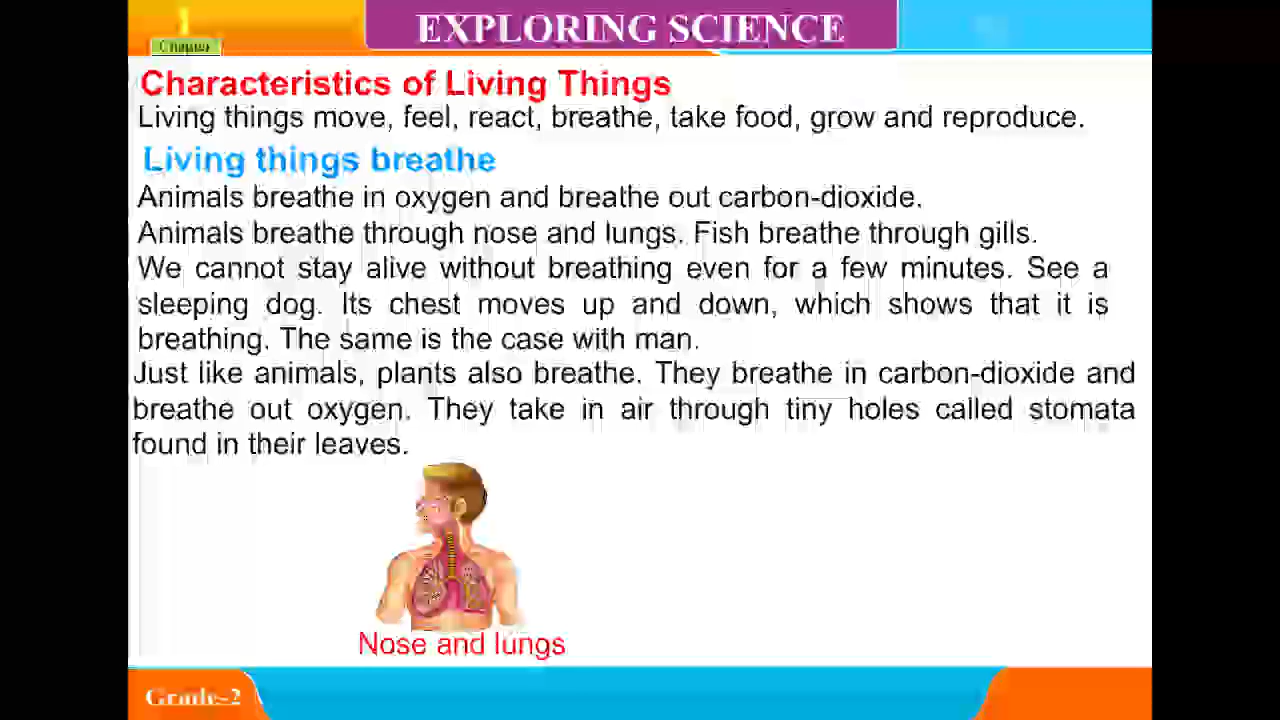 1
EXPLORING SCIENCE
Chapter
Characteristics of Living Things
Living things move, feel, react, breathe, take food, grow and reproduce.
Living things breathe
Animals breathe in oxygen and breathe out carbon-dioxide.
Animals breathe through nose and lungs. Fish breathe through gills.
We cannot stay alive without breathing even for a few minutes. See a
sleeping dog. Its chest moves up and down, which shows that it is
breathing. The same is the case with man.
Just like animals, plants also breathe. They breathe in carbon-dioxide and
breathe out oxygen. They take in air through tiny holes called stomata
found in their leaves.
Nose and lungs
Grade-2